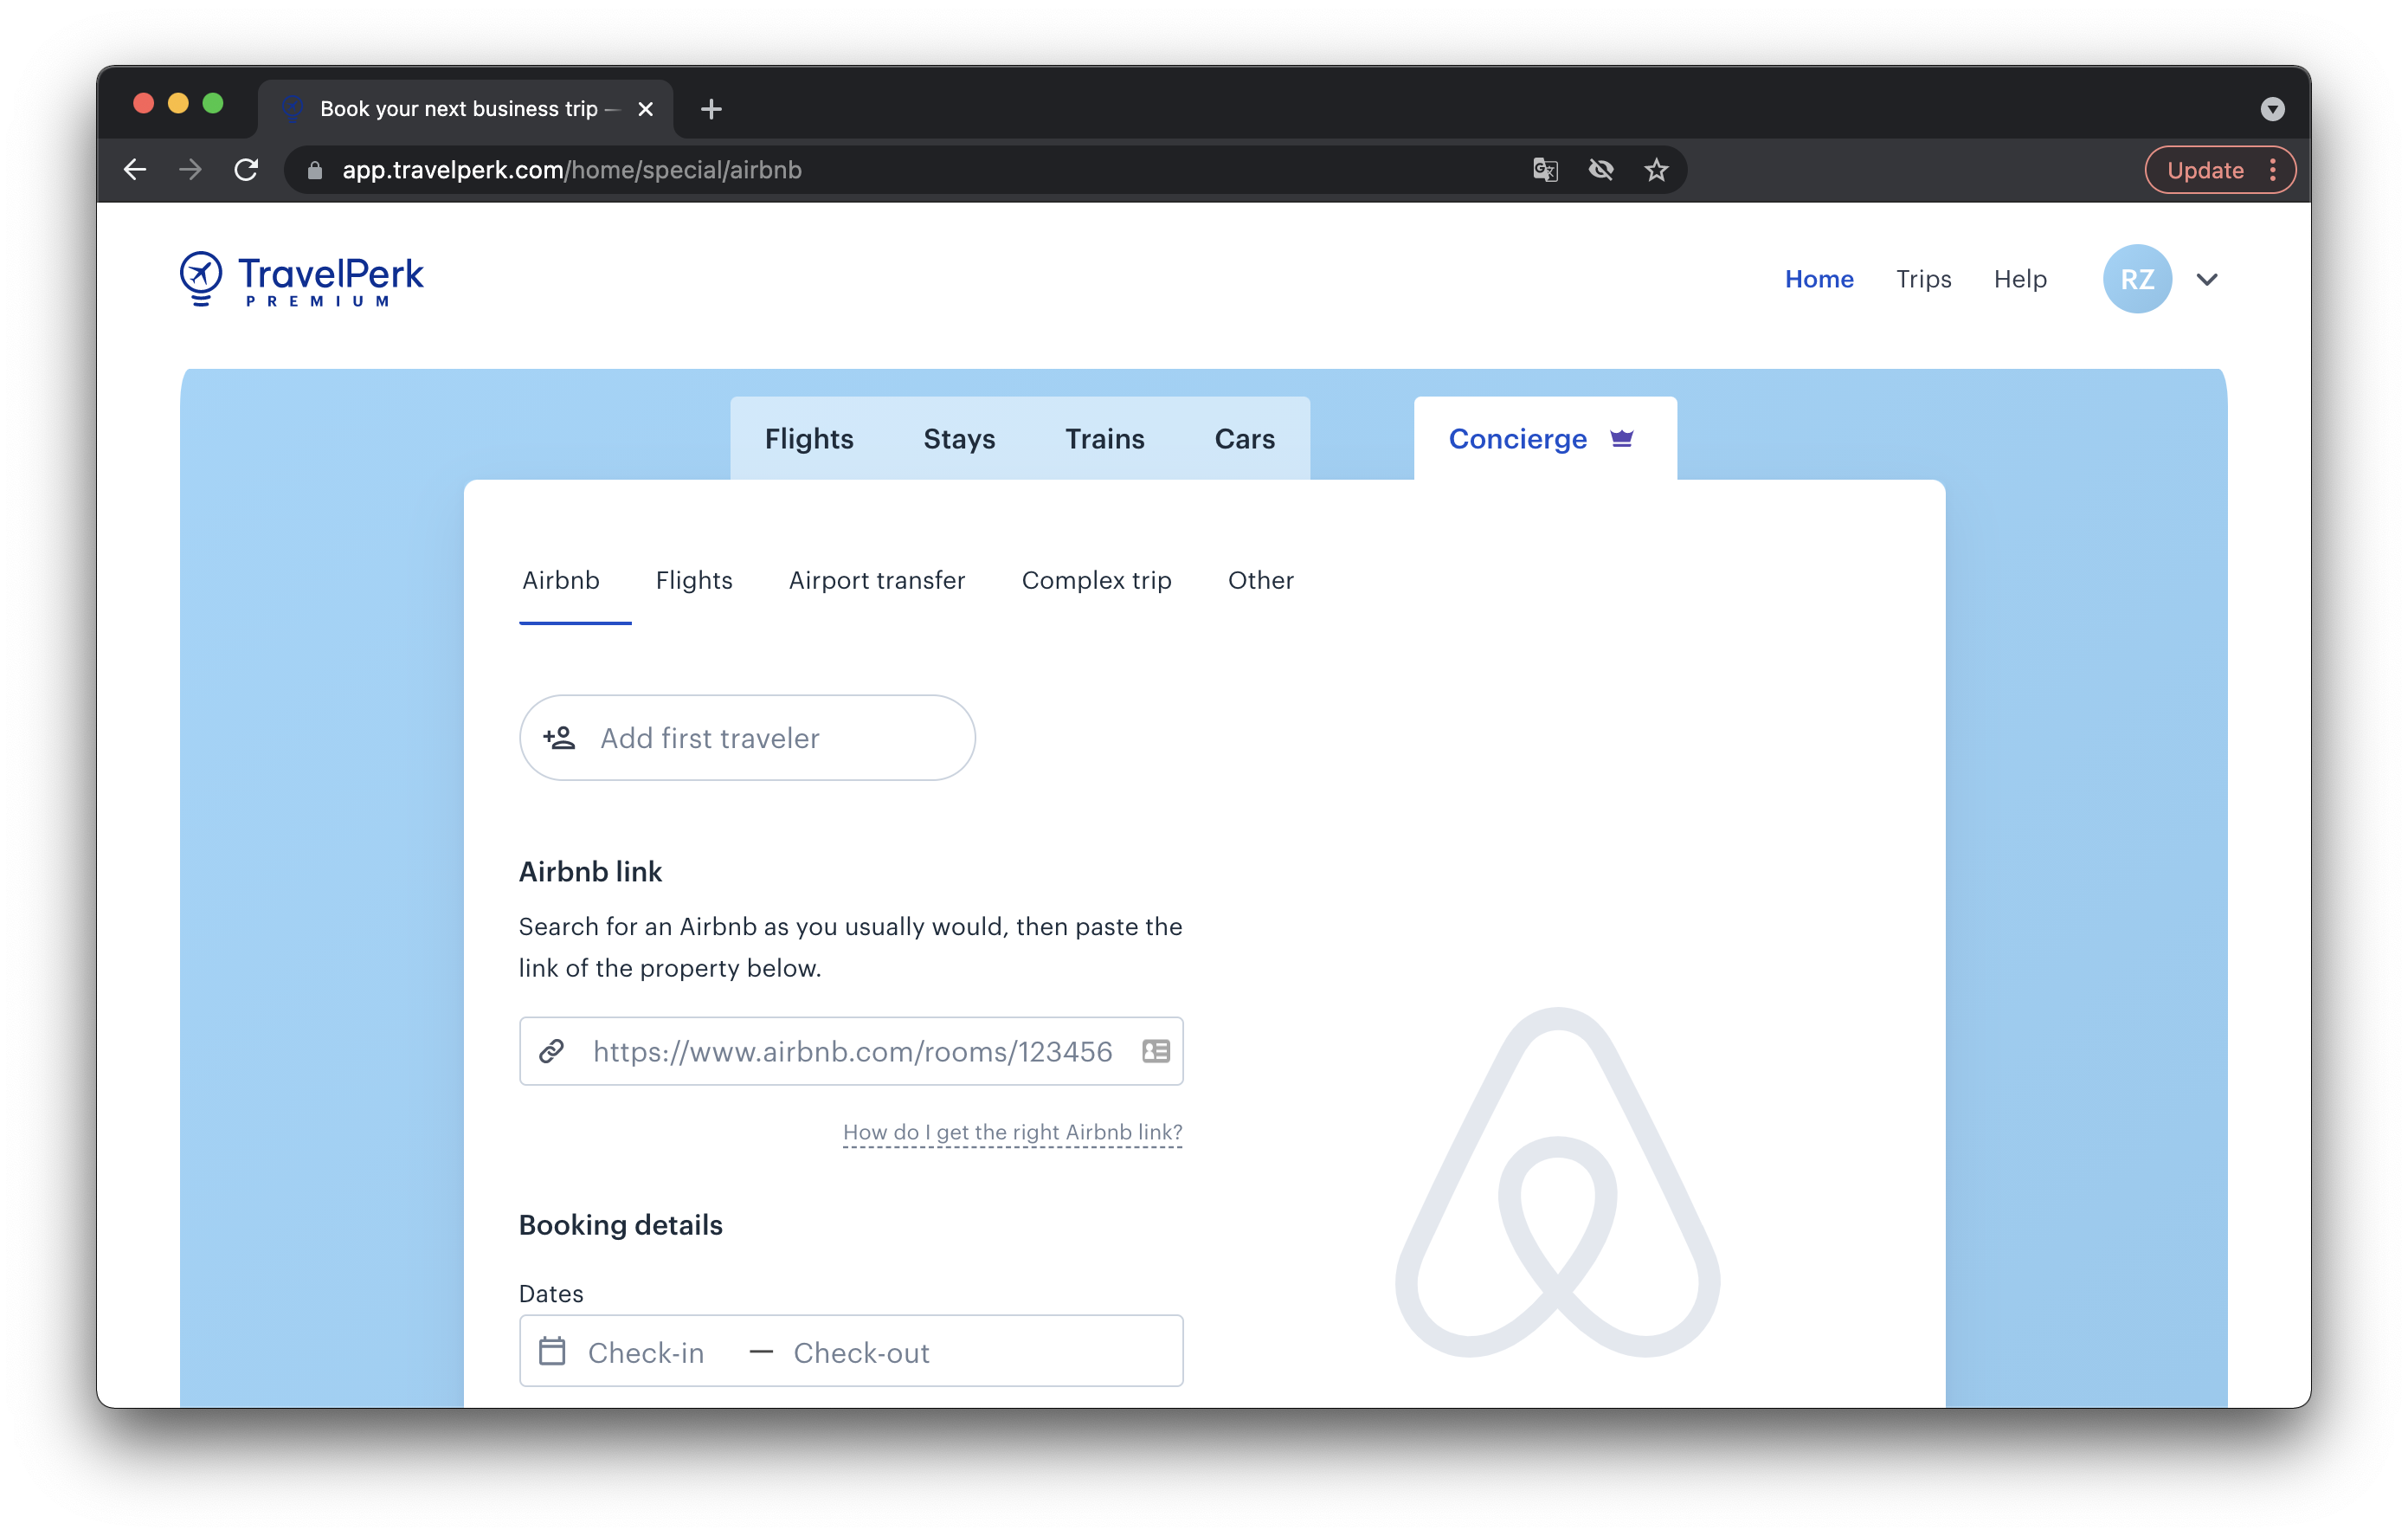 Book your next business trip —
app.travelperk.com/home/special/airbnb
Update
TravelPerk
PREMIUM
Home
Trips
Help
RZ
Flights
Stays
Trains
Cars
Concierge
Airbnb
Flights
Airport transfer
Complex trip
Other
Add first traveler
Airbnb link
Search for an Airbnb as you usually would, then paste the
link of the property below.
https://www.airbnb.com/rooms/123456
How do I get the right Airbnb link?
Booking details
Dates
Check-in — Check-out